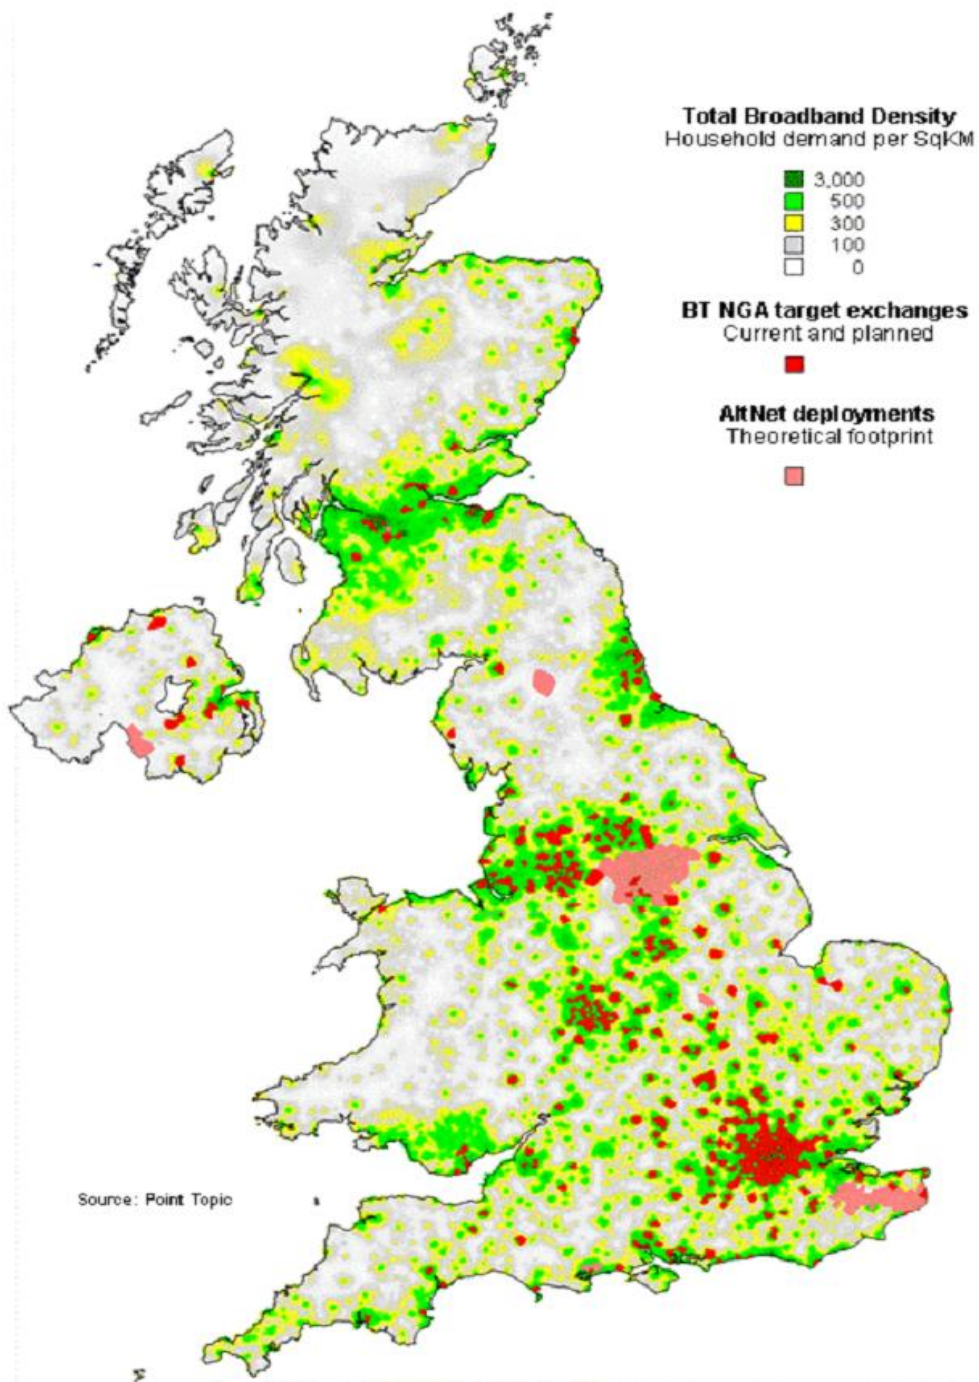 Total Broadband Density
Household demand per SqKM
3,000
500
300
100
0
BT NGA target exchanges
Current and planned
AltNet deployments
Theoretical footprint
Source: Point Topic